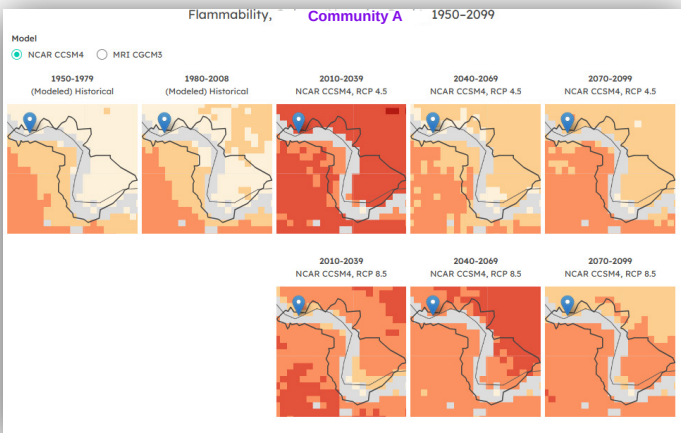 Flammability, Community A 1950–2099
Model
NCAR CCSM4 MRI CGCM3
1950-1979 1980-2008 2010-2039 2040-2069 2070-2099
(Modeled) Historical (Modeled) Historical NCAR CCSM4, RCP 4.5 NCAR CCSM4, RCP 4.5 NCAR CCSM4, RCP 4.5
2010-2039 2040-2069 2070-2099
NCAR CCSM4, RCP 8.5 NCAR CCSM4, RCP 8.5 NCAR CCSM4, RCP 8.5